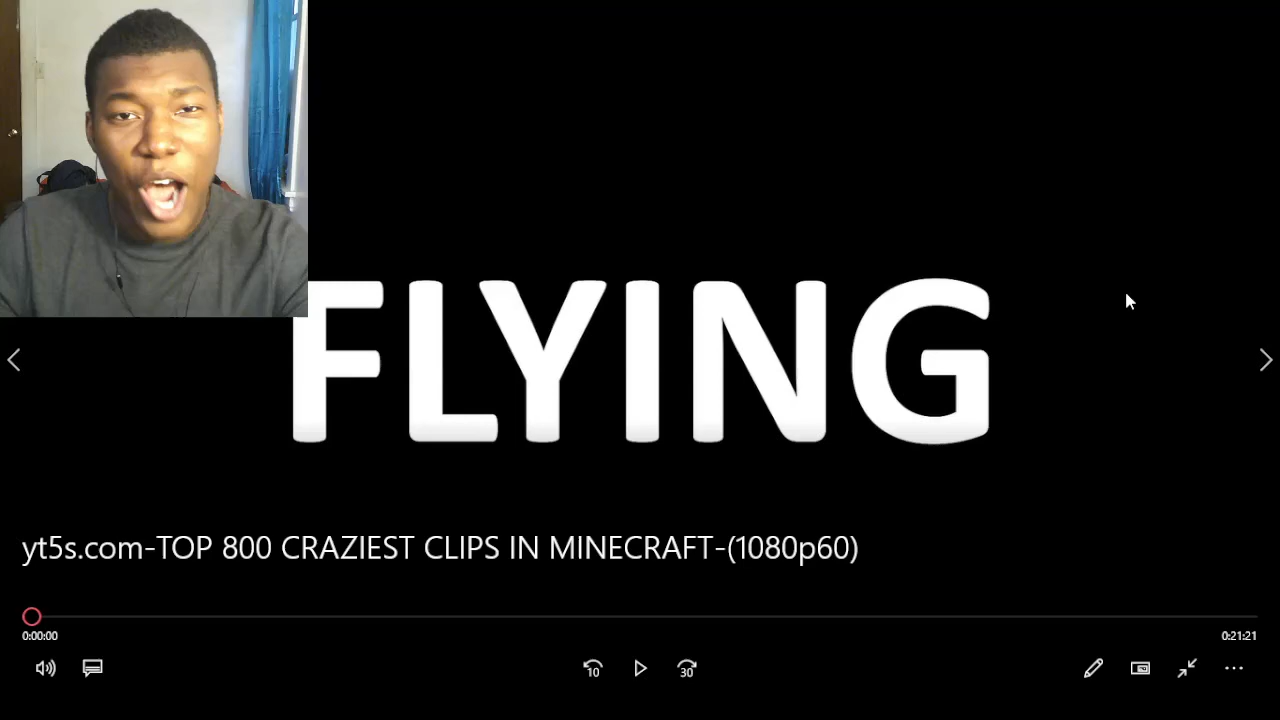 FLYING
yt5s.com-TOP 800 CRAZIEST CLIPS IN MINECRAFT-(1080p60)
0:00:00
0:21:21
10
30